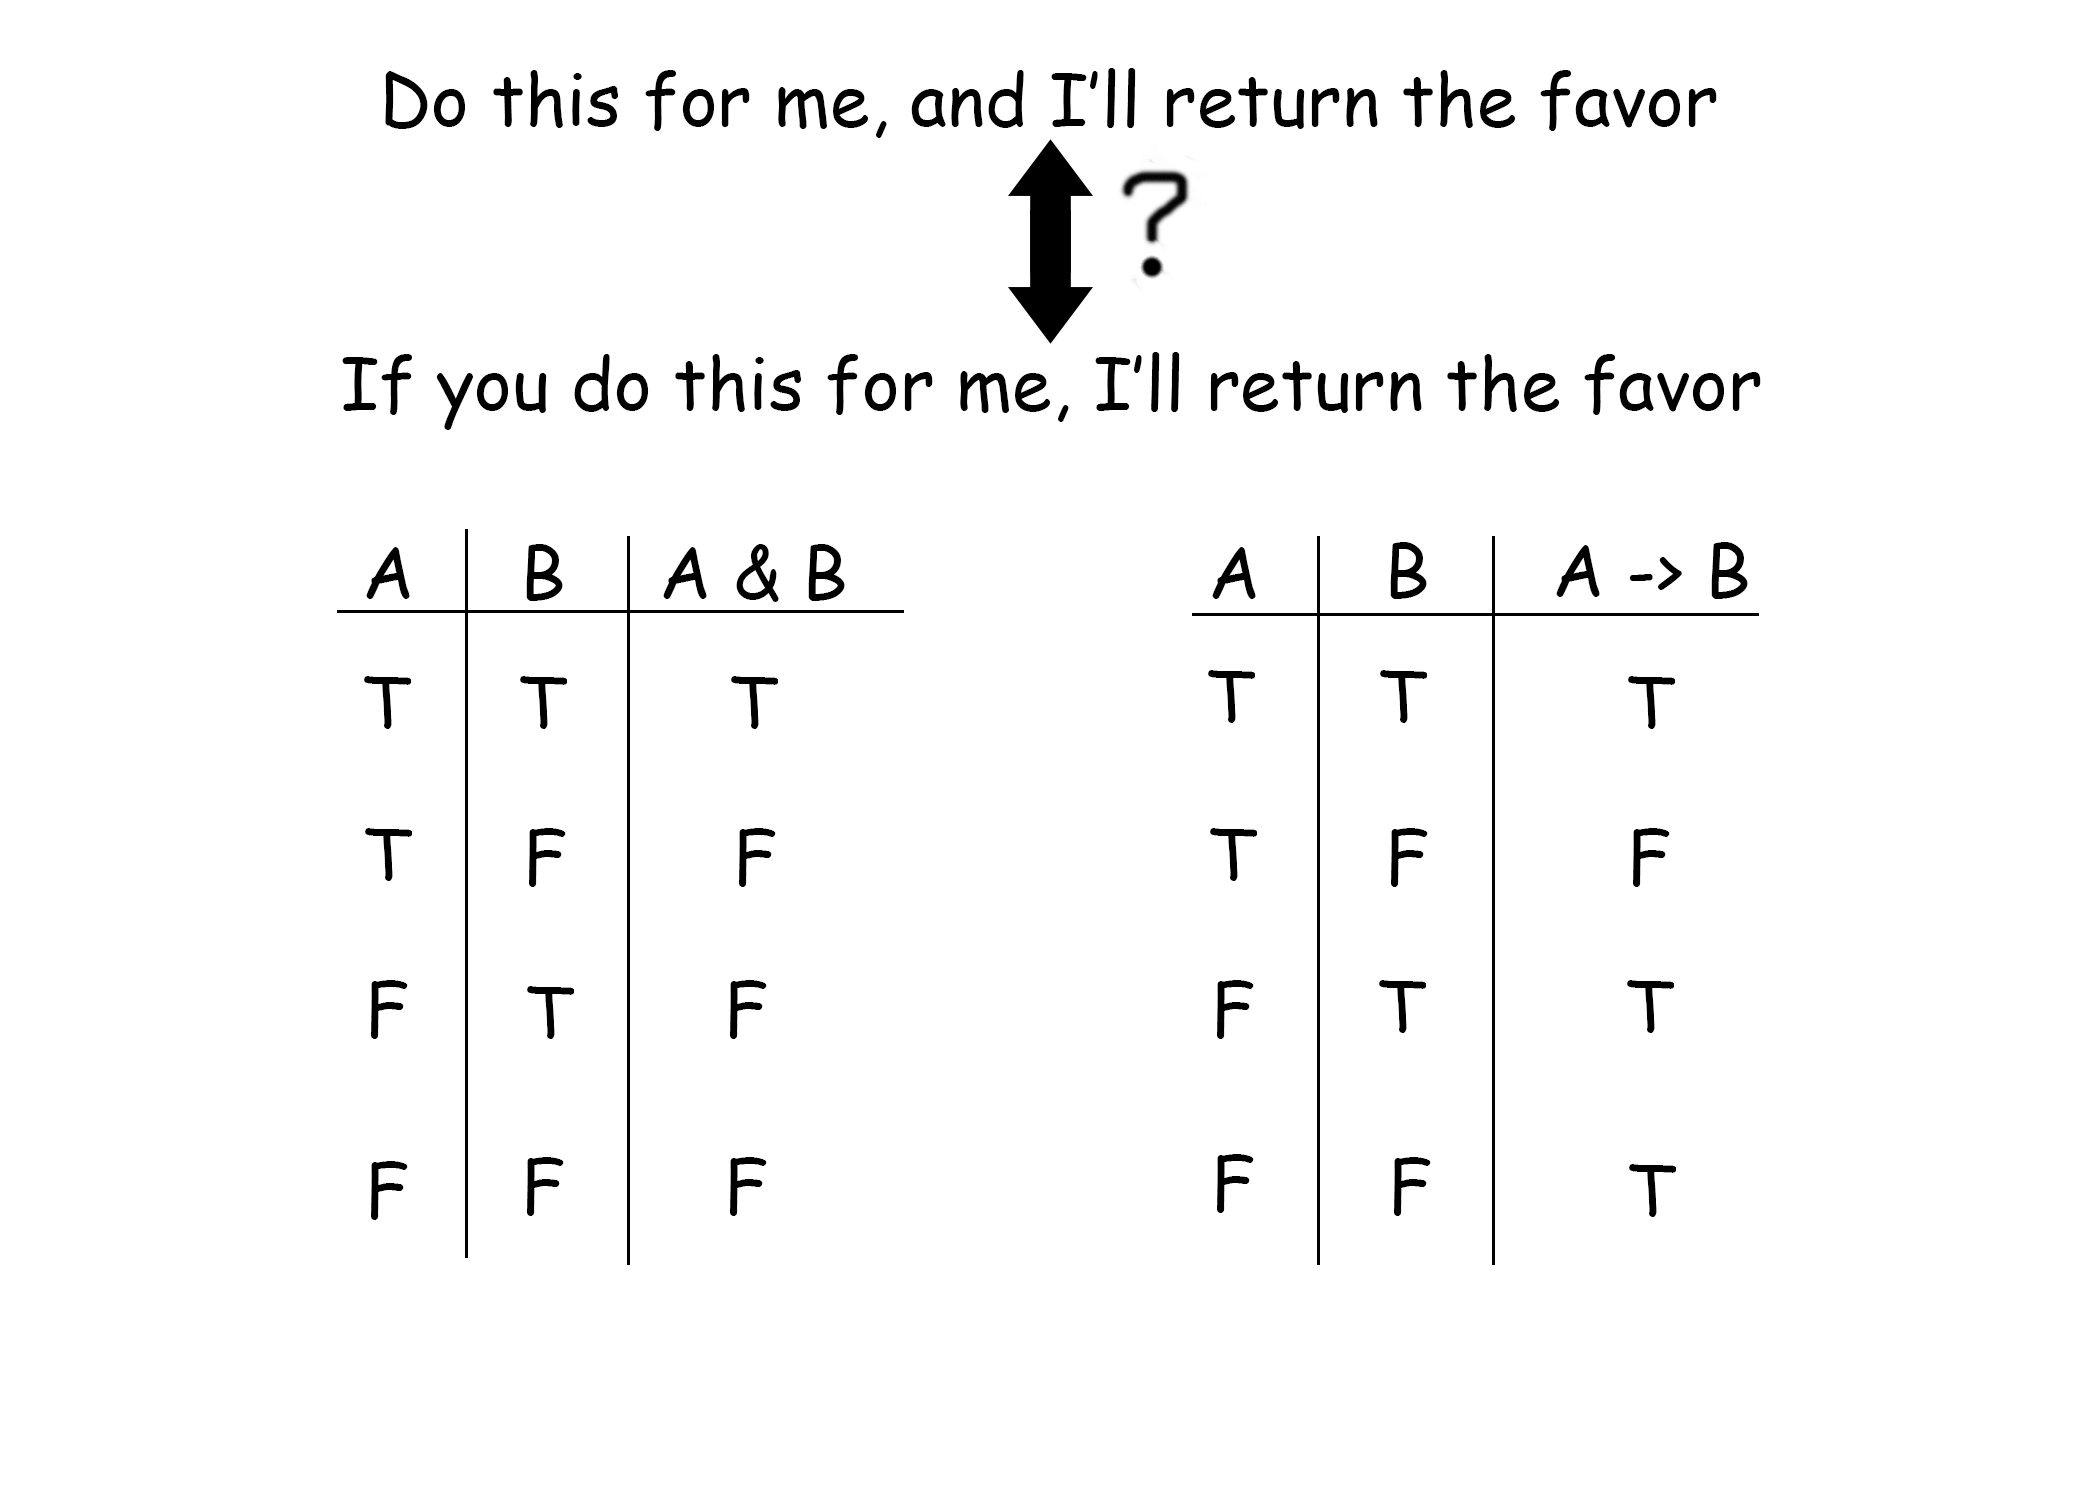 Do this for me, and I'll return the favor
?
If you do this for me, I'll return the favor
A B A & B
T T T
T F F
F T F
F F F
A B A -> B
T T T
T F F
F T T
F F T